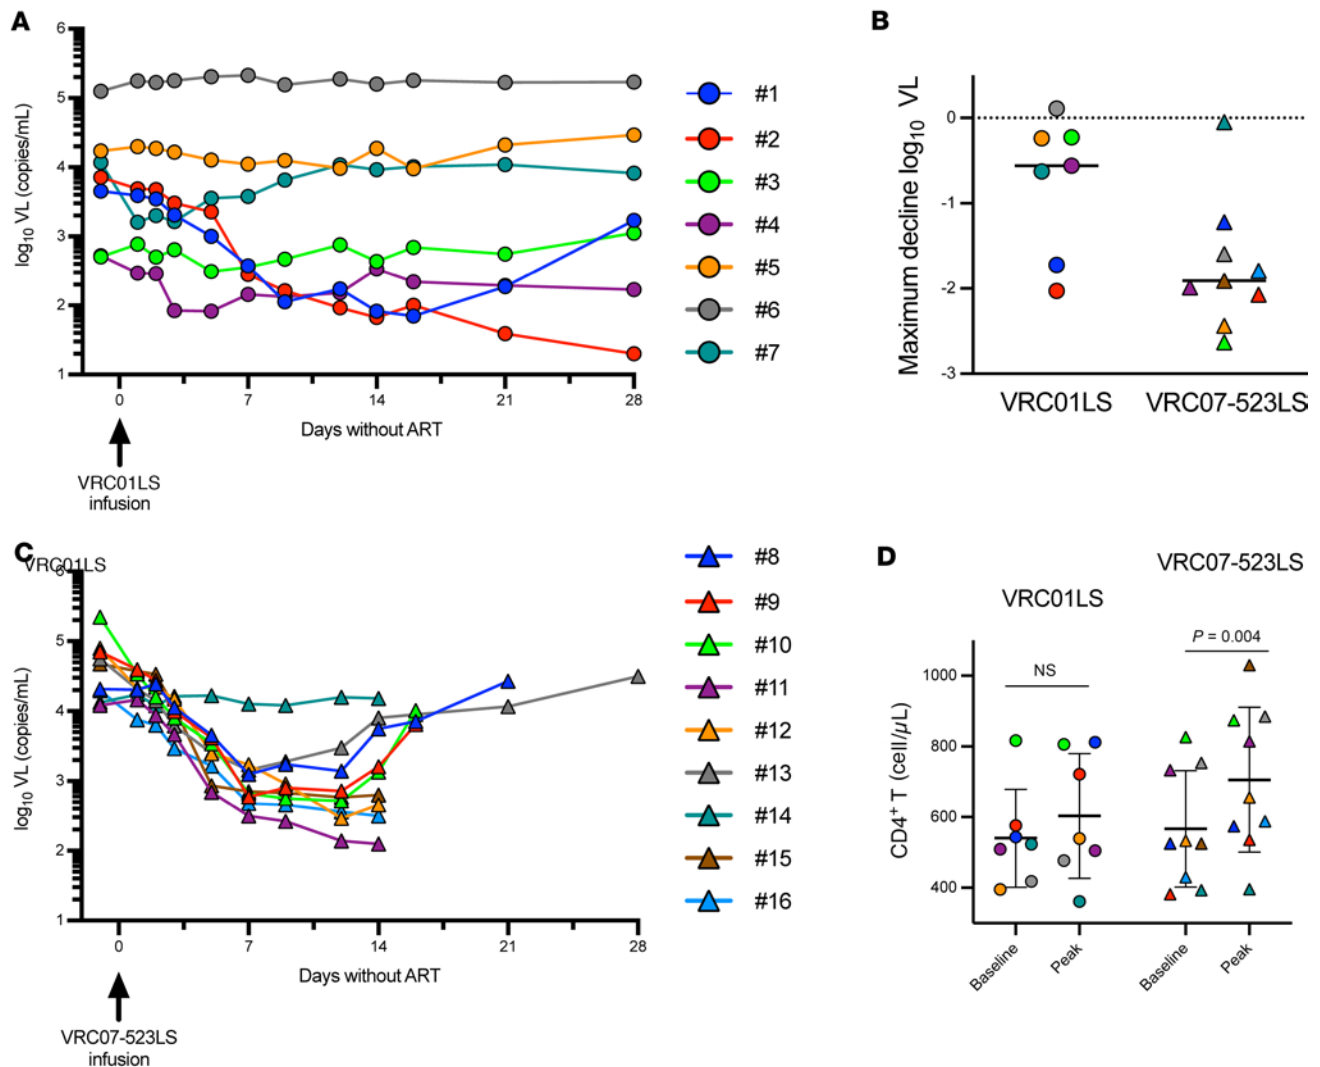 A
6
5
4
3
2
1
log10 VL (copies/mL)
0
7
14
21
28
Days without ART
VRC01LS
infusion
#1
#2
#3
#4
#5
#6
#7
B
Maximum decline log10 VL
0
-1
-2
-3
VRC01LS
VRC07-523LS
C
VRC01LS
6
5
4
3
2
1
log10 VL (copies/mL)
0
7
14
21
28
Days without ART
VRC07-523LS
infusion
#8
#9
#10
#11
#12
#13
#14
#15
#16
D
VRC07-523LS
VRC01LS
P = 0.004
NS
CD4+ T (cell/μL)
1000
800
600
400
Baseline
Peak
Baseline
Peak